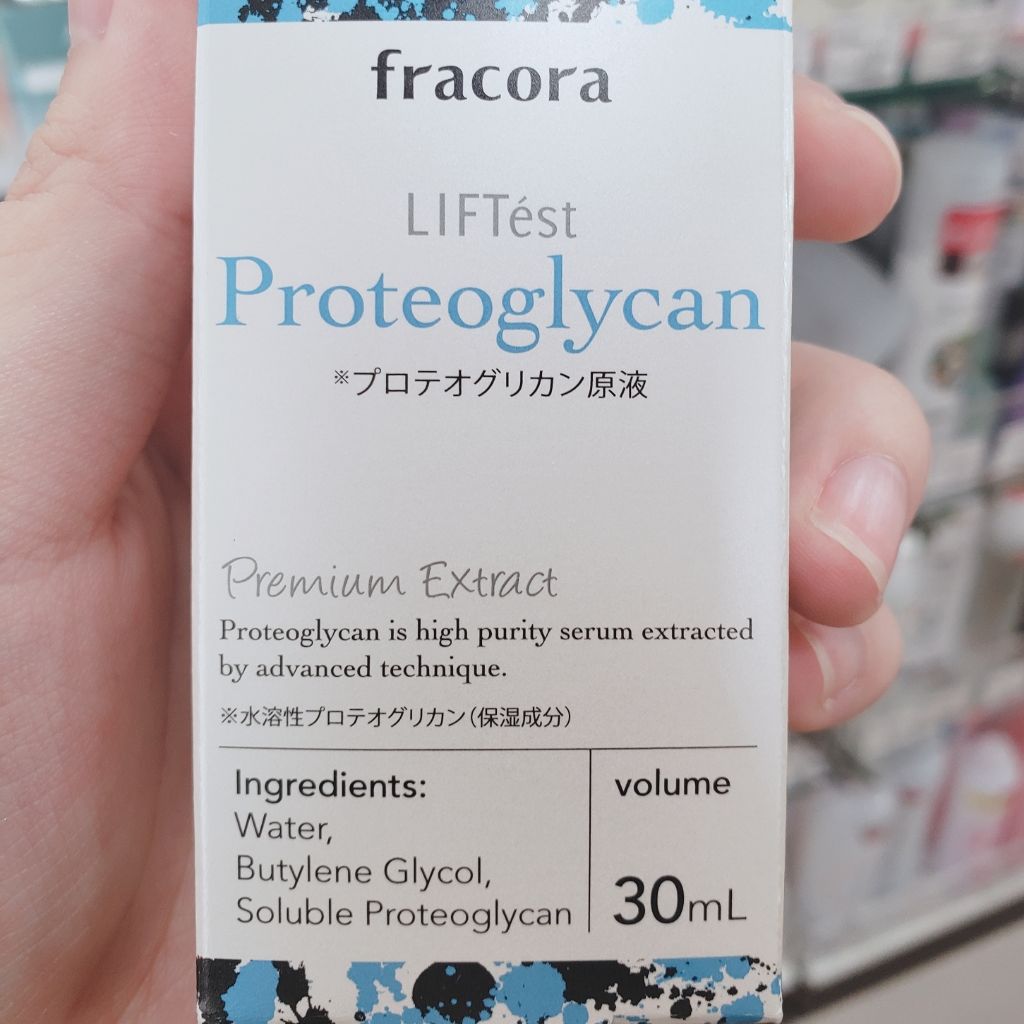 fracora
LIFTést
Proteoglycan
※プロテオグリカン原液
Premium Extract
Proteoglycan is high purity serum extracted
by advanced technique.
※水溶性プロテオグリカン(保湿成分)
Ingredients:
Water,
Butylene Glycol,
Soluble Proteoglycan
volume
30mL